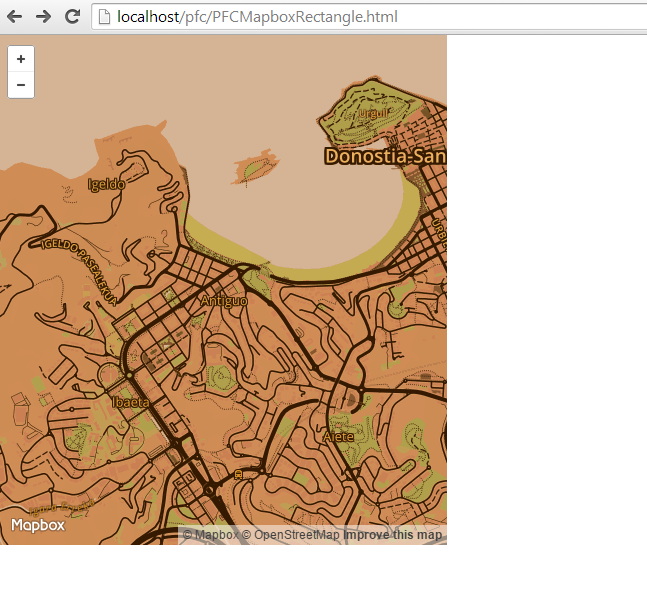 localhost/pfc/PFCMapboxRectangle.html
+
−
Urgull
Donostia-San
Igeldo
IGELDO PASEALEKUA
Antiguo
Ibaeta
Aiete
Mapbox
© Mapbox © OpenStreetMap Improve this map